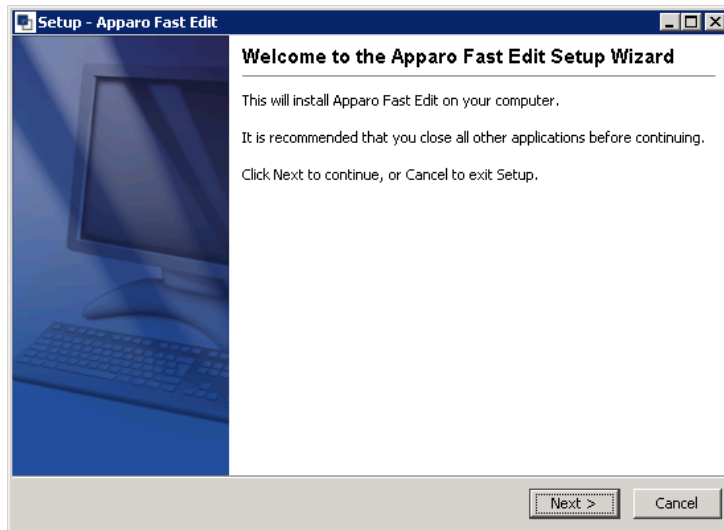 Setup - Apparo Fast Edit
Welcome to the Apparo Fast Edit Setup Wizard
This will install Apparo Fast Edit on your computer.
It is recommended that you close all other applications before continuing.
Click Next to continue, or Cancel to exit Setup.
Next >
Cancel